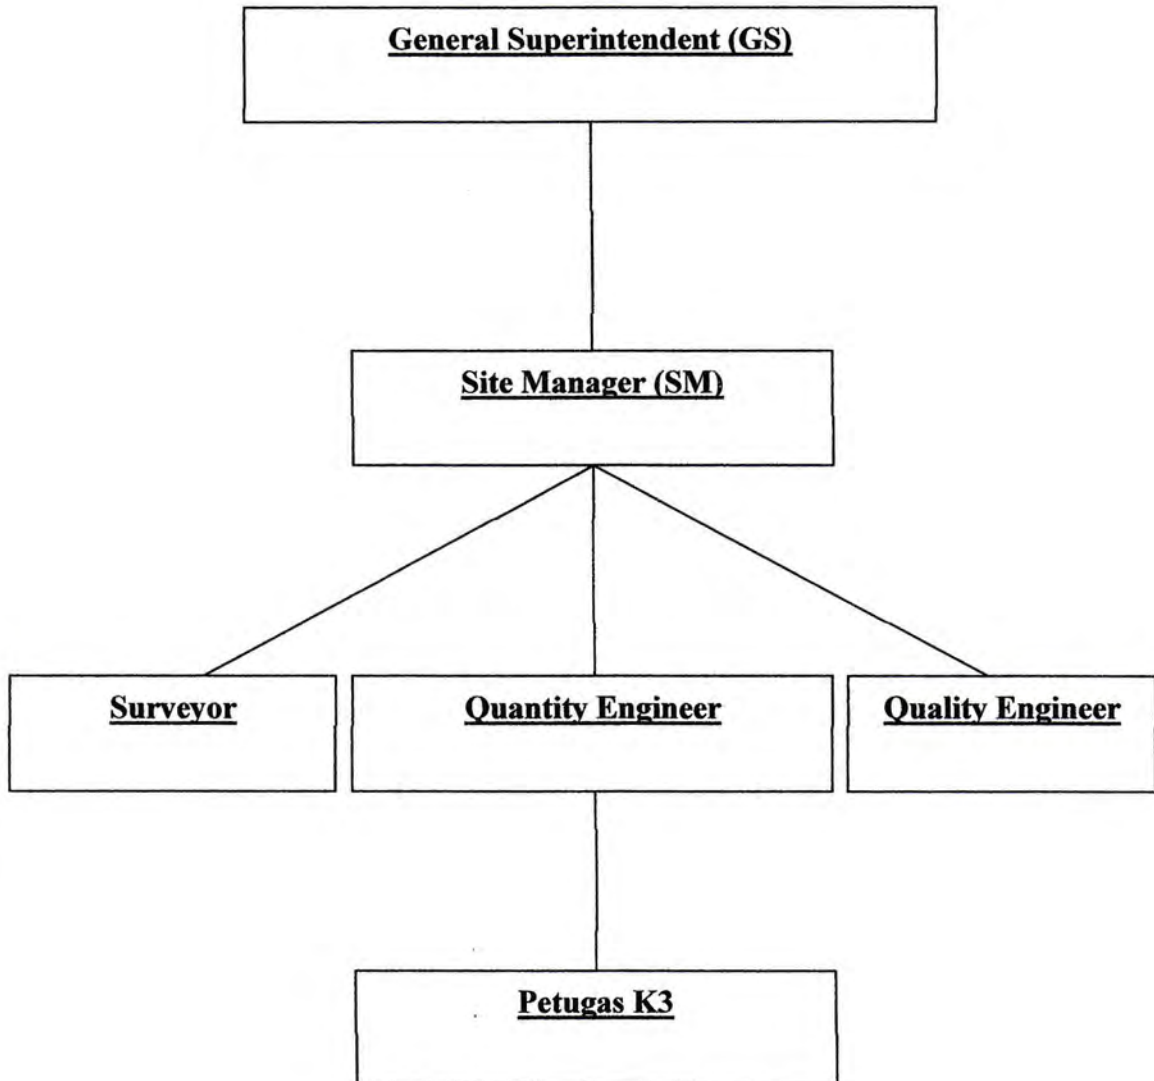 General Superintendent (GS)
Site Manager (SM)
Surveyor
Quantity Engineer
Quality Engineer
Petugas K3